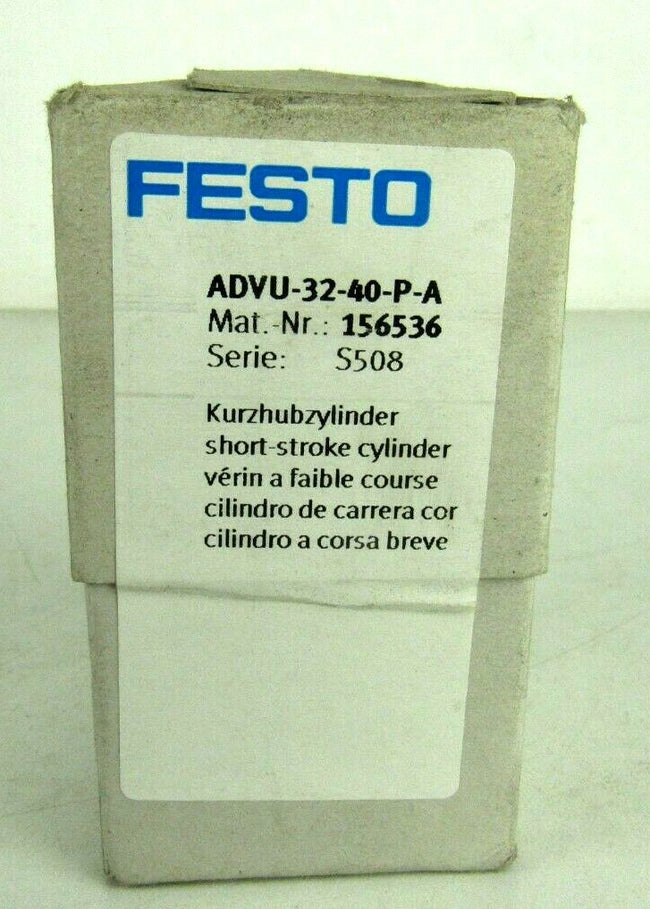 FESTO
ADVU-32-40-P-A
Mat.-Nr.: 156536
Serie: S508
Kurzhubzylinder
short-stroke cylinder
vérin a faible course
cilindro de carrera cor
cilindro a corsa breve